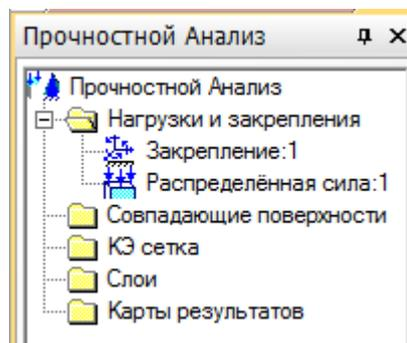 Прочностной Анализ
Прочностной Анализ
Нагрузки и закрепления
Закрепление:1
Распределённая сила:1
Совпадающие поверхности
КЭ сетка
Слои
Карты результатов